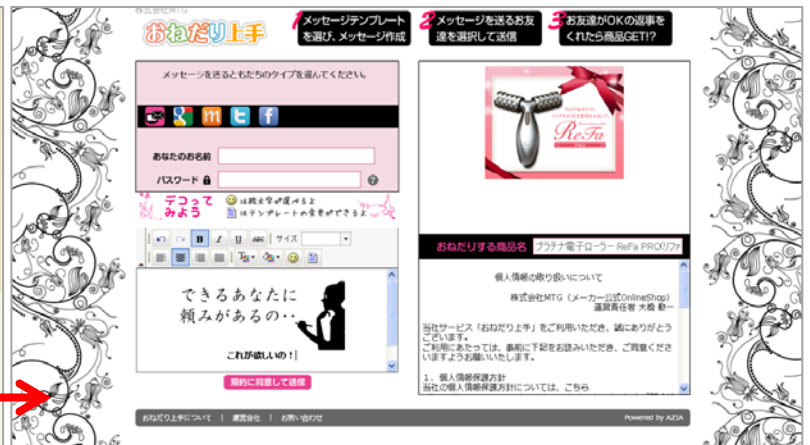 株式会社MTG
おねだり上手
1 メッセージテンプレート
を選び、メッセージ作成
2 メッセージを送るお友
達を選択して送信
3 お友達がOKの返事を
くれたら商品GET!?
メッセージを送るともだちのタイプを選んでください。
あなたのお名前
パスワード
デコって
みよう
は絵文字が選べるよ
はテンプレートの変更ができるよ
B I U ABC サイズ
できるあなたに
頼みがあるの・・
これが欲しいの!
規約に同意して送信
ReFa
PRO
おねだりする商品名 プラチナ電子ローラー ReFa PRO(リファ
個人情報の取り扱いについて
株式会社MTG（メーカー公式OnlineShop）
運営責任者 大橋 動一
当社サービス「おねだり上手」をご利用いただき、誠にありがとう
ございます。
ご利用にあたっては、事前に下記をお読みいただき、ご同意くださ
いますようお願いいたします。
1. 個人情報保護方針
当社の個人情報保護方針については、こちら
おねだり上手について | 運営会社 | お問い合わせ
Powered by AZIA